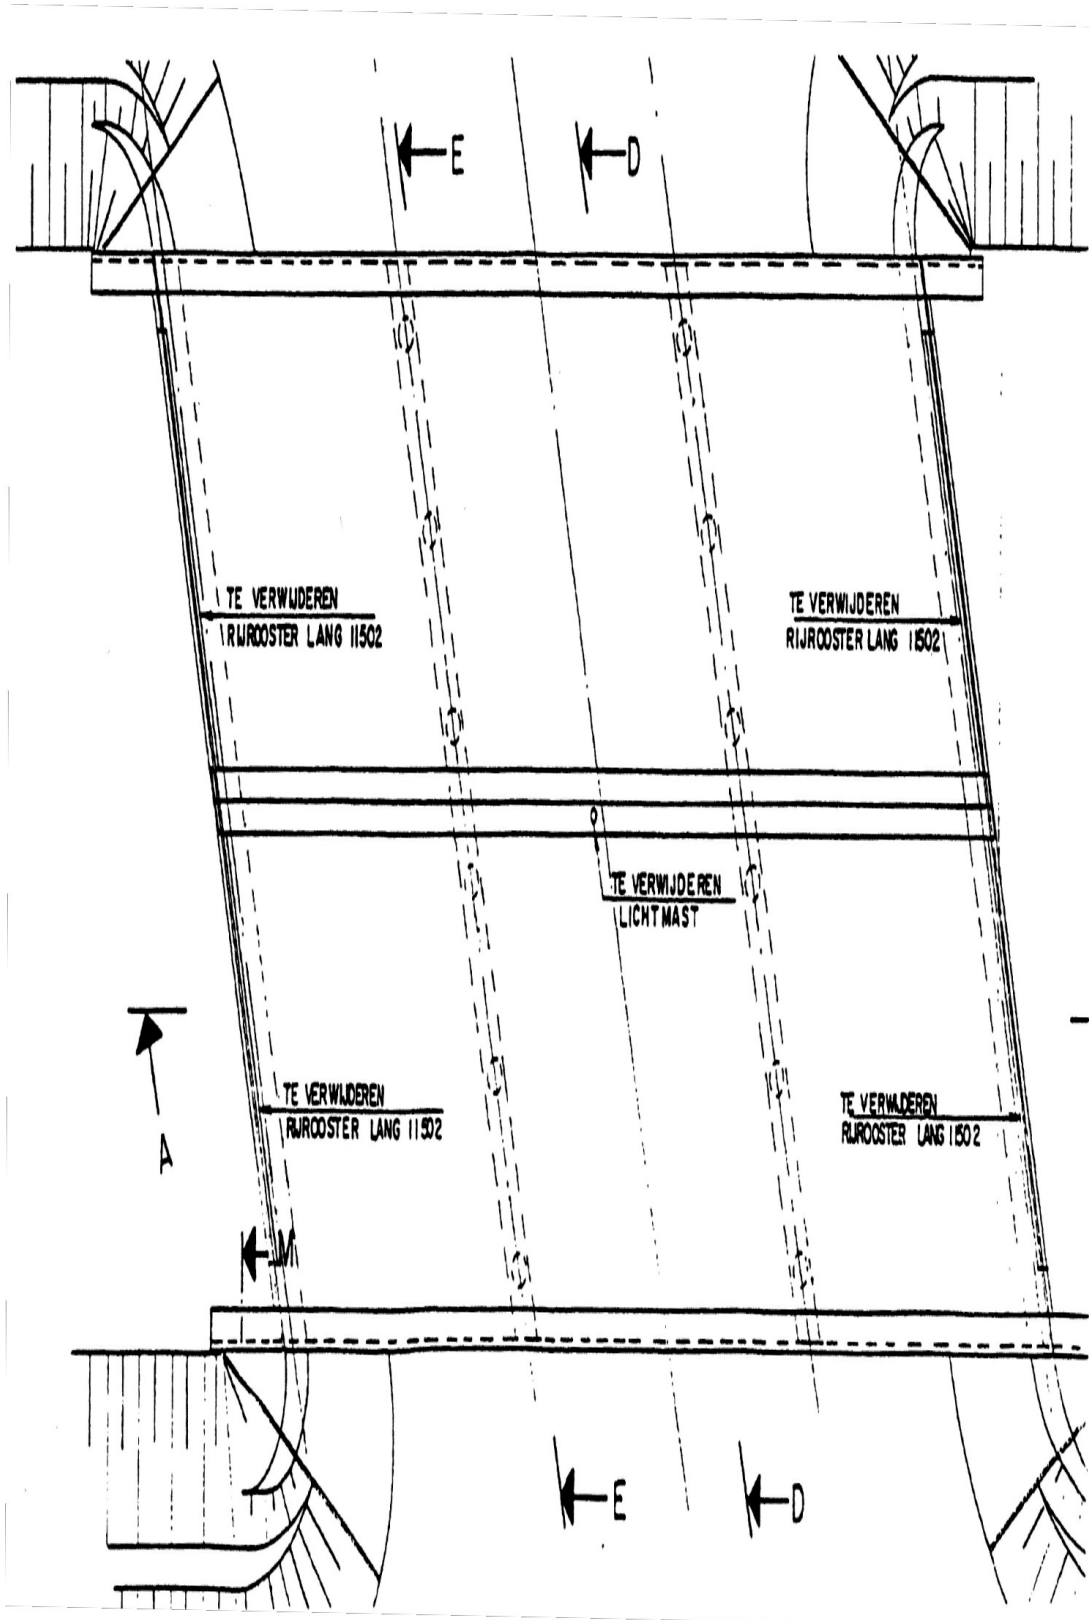 E
D
TE VERWIJDEREN
RIJROOSTER LANG 11502
TE VERWIJDEREN
RIJROOSTER LANG 11502
TE VERWIJDEREN
LICHTMAST
TE VERWIJDEREN
RIJROOSTER LANG 11502
TE VERWIJDEREN
RIJROOSTER LANG 11502
A
M
E
D